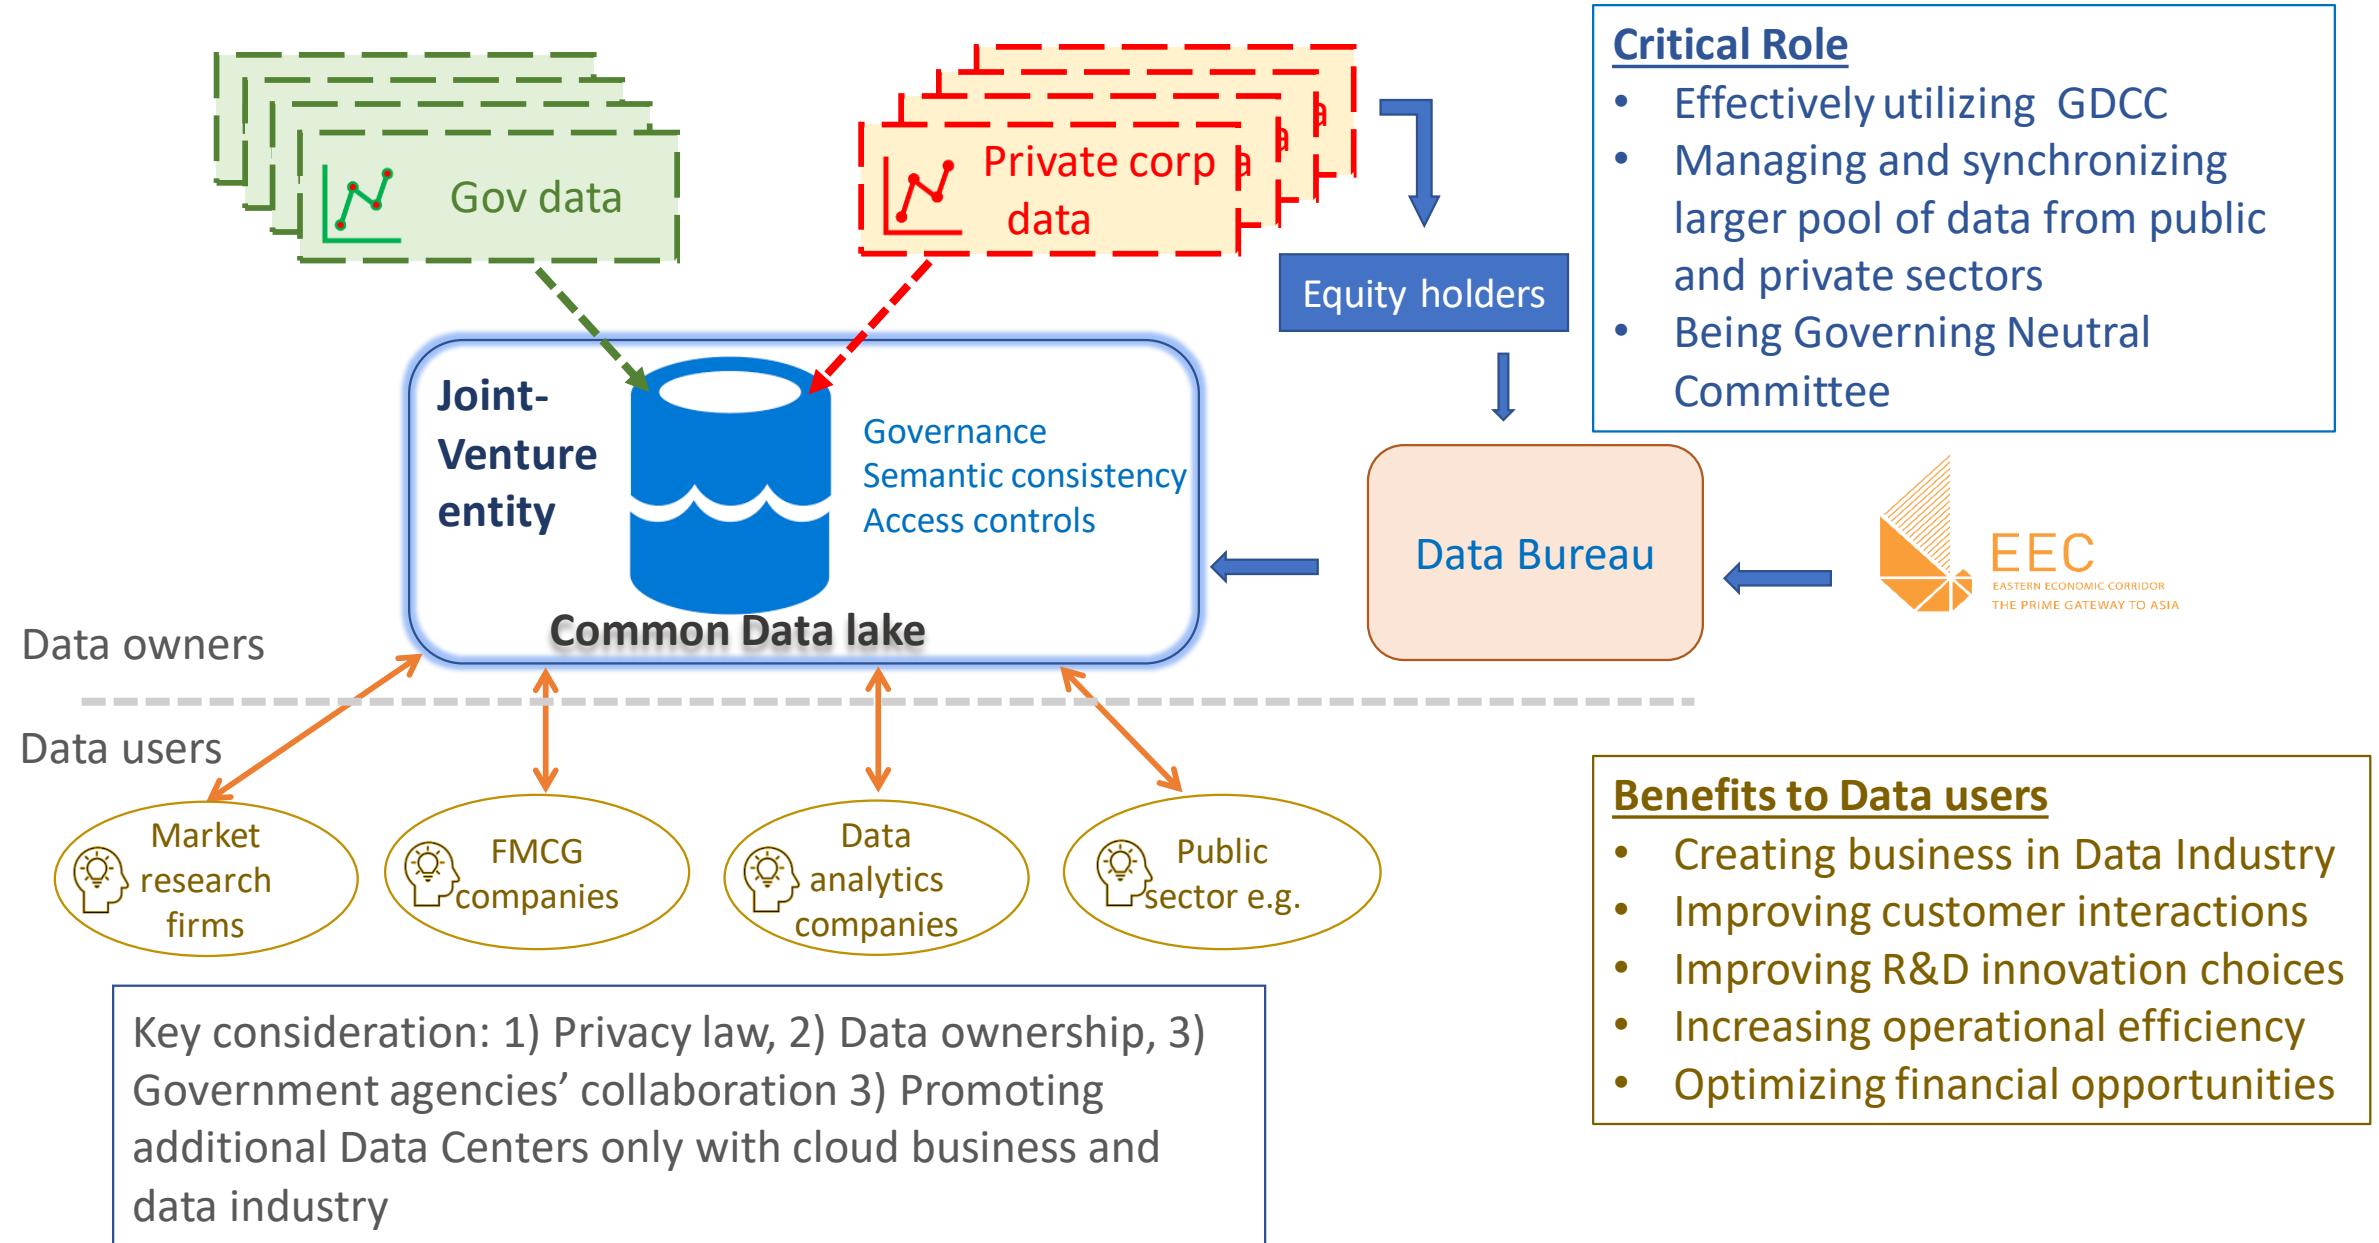 Gov data
Private corp
data
a
a
a
Equity holders
Critical Role
• Effectively utilizing GDCC
• Managing and synchronizing
larger pool of data from public
and private sectors
• Being Governing Neutral
Committee
Joint-
Venture
entity
Governance
Semantic consistency
Access controls
Common Data lake
Data Bureau
EEC
EASTERN ECONOMIC CORRIDOR
THE PRIME GATEWAY TO ASIA
Data owners
Data users
Market
research
firms
FMCG
companies
Data
analytics
companies
Public
sector e.g.
Benefits to Data users
• Creating business in Data Industry
• Improving customer interactions
• Improving R&D innovation choices
• Increasing operational efficiency
• Optimizing financial opportunities
Key consideration: 1) Privacy law, 2) Data ownership, 3)
Government agencies’ collaboration 3) Promoting
additional Data Centers only with cloud business and
data industry